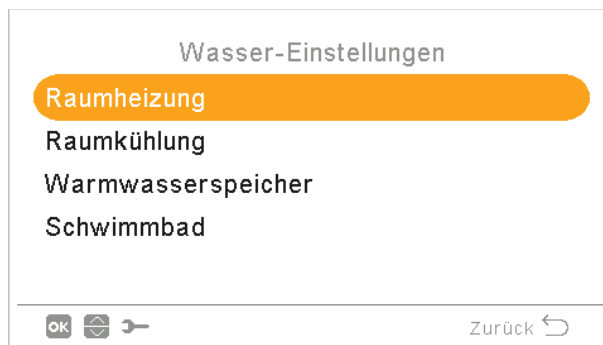 Wasser-Einstellungen
Raumheizung
Raumkühlung
Warmwasserspeicher
Schwimmbad
OK
Zurück